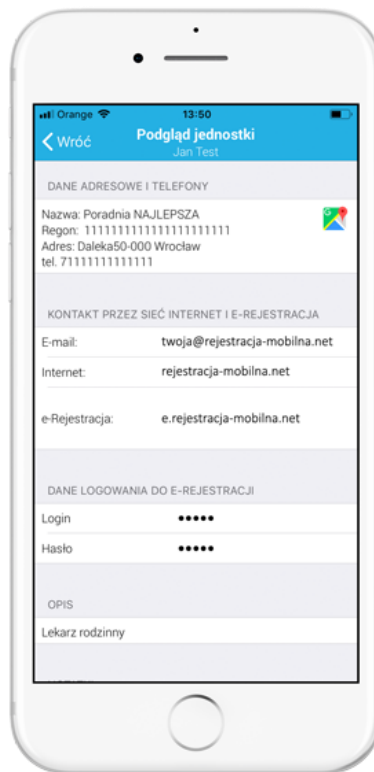 Orange 13:50
Wróć Podgląd jednostki
Jan Test
DANE ADRESOWE I TELEFONY
Nazwa: Poradnia NAJLEPSZA
Regon: 1111111111111111111111
Adres: Daleka50-000 Wrocław
tel. 71111111111111
KONTAKT PRZEZ SIEĆ INTERNET I E-REJESTRACJA
E-mail: twoja@rejestracja-mobilna.net
Internet: rejestracja-mobilna.net
e-Rejestracja: e.rejestracja-mobilna.net
DANE LOGOWANIA DO E-REJESTRACJI
Login •••••
Hasło •••••
OPIS
Lekarz rodzinny